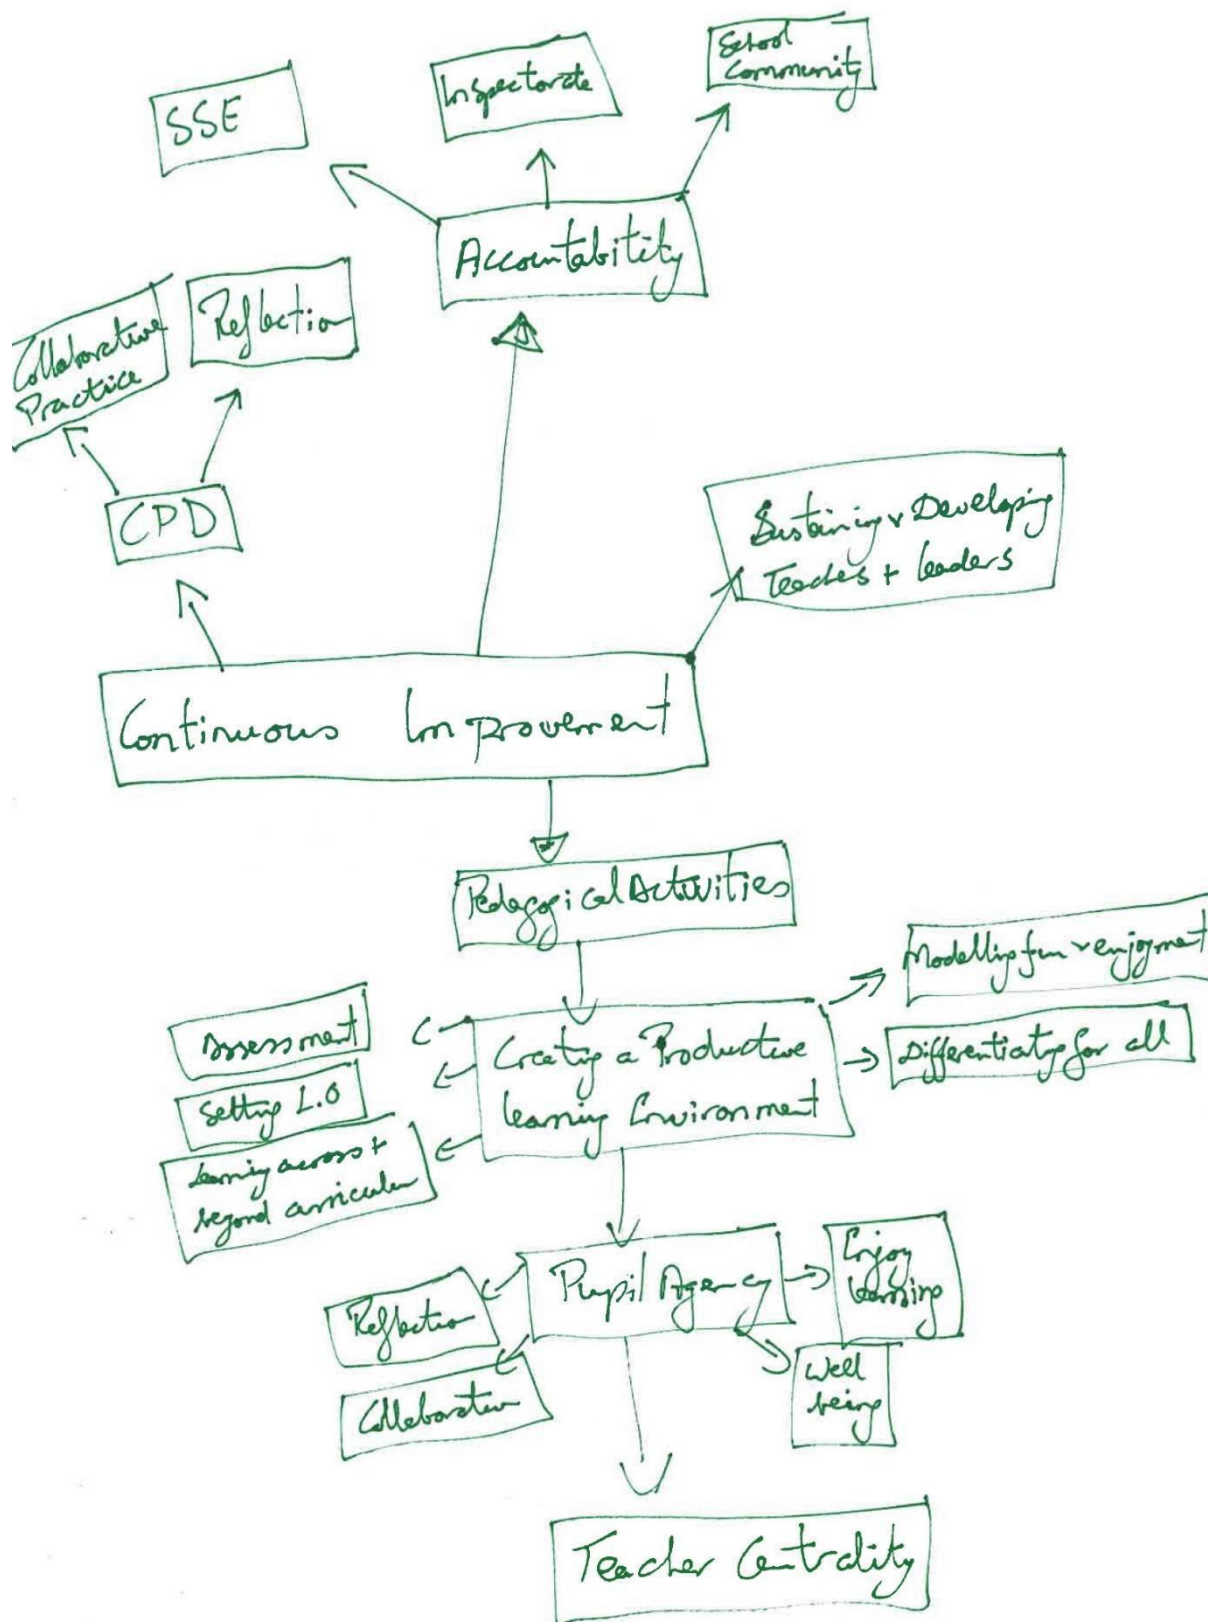 School
Community
Inspectorate
SSE
Accountability
Reflection
Collaborative
Practice
CPD
Sustaining & Developing
Teachers + leaders
Continuous Improvement
Pedagogical Activities
Modelling fun & enjoyment
Assessment
Creating a Productive
learning Environment
Differentiating for all
Setting L.O
Learning across +
beyond curriculum
Pupil Agency
Enjoy
learning
Reflection
Collaboration
Well
being
Teacher Centrality